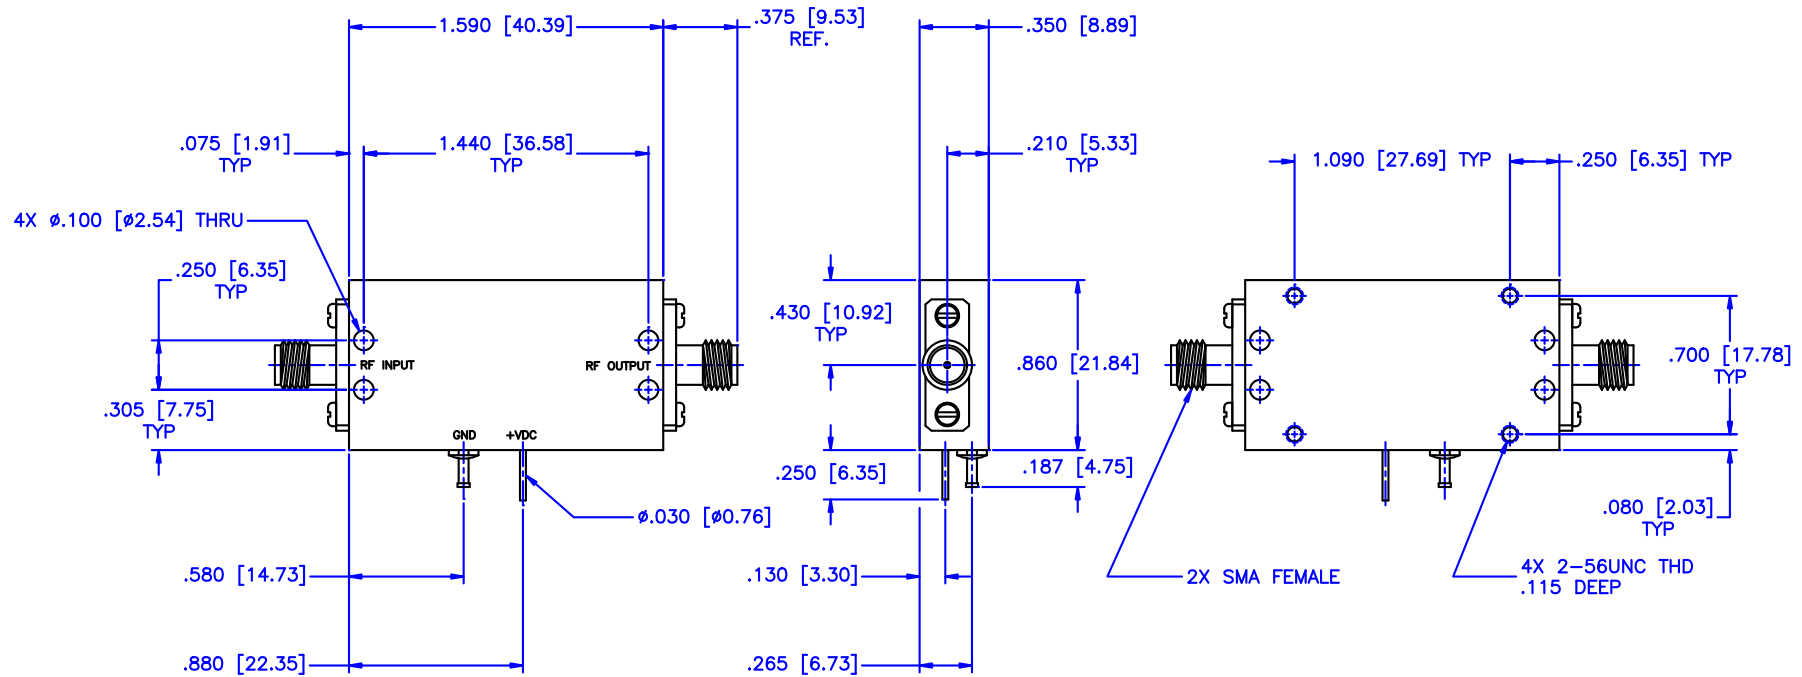 1.590 [40.39]
.375 [9.53]
REF.
.350 [8.89]
.075 [1.91]
TYP
1.440 [36.58]
TYP
.210 [5.33]
TYP
1.090 [27.69] TYP
.250 [6.35] TYP
4X ø.100 [ø2.54] THRU
.250 [6.35]
TYP
.430 [10.92]
TYP
.860 [21.84]
.700 [17.78]
TYP
RF INPUT
RF OUTPUT
.305 [7.75]
TYP
GND
+VDC
.250 [6.35]
.187 [4.75]
ø.030 [ø0.76]
.080 [2.03]
TYP
.580 [14.73]
.130 [3.30]
2X SMA FEMALE
4X 2-56UNC THD
.115 DEEP
.880 [22.35]
.265 [6.73]